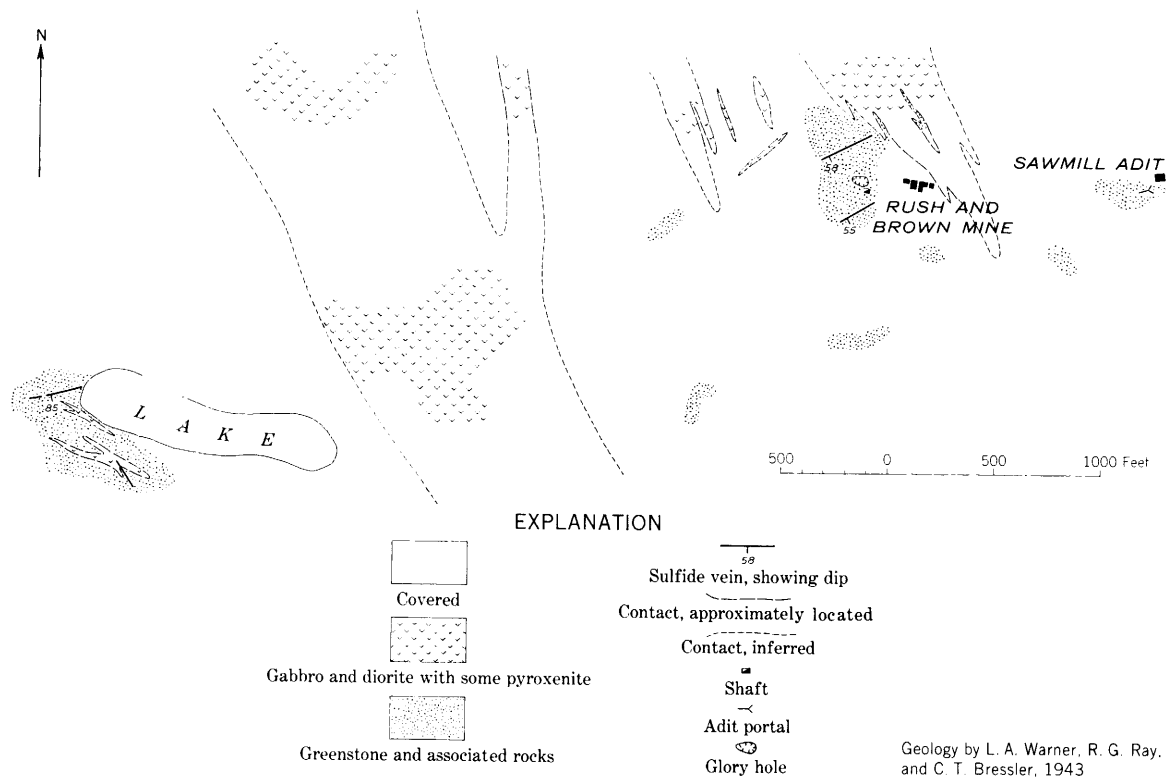 N
SAWMILL ADIT
58
RUSH AND
BROWN MINE
55
85
L A K E
500 0 500 1000 Feet
EXPLANATION
Covered
Gabbro and diorite with some pyroxenite
Greenstone and associated rocks
58
Sulfide vein, showing dip
Contact, approximately located
Contact, inferred
Shaft
Adit portal
Glory hole
Geology by L. A. Warner, R. G. Ray,
and C. T. Bressler, 1943